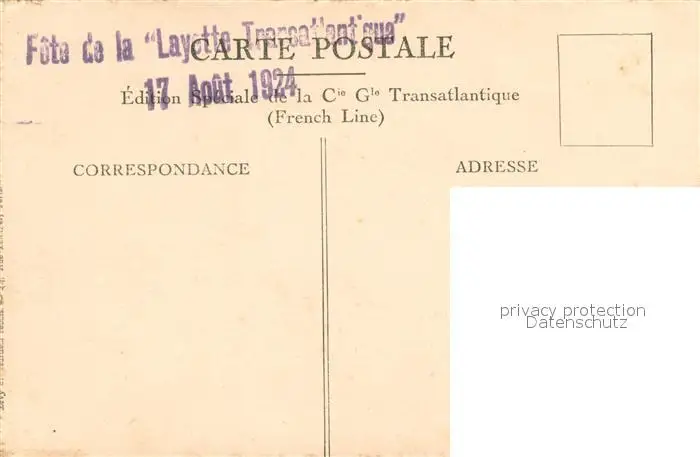 Fête de la "Layette Transatlantique"
17 Août 1924
CARTE POSTALE
Édition Spéciale de la Cie Gle Transatlantique
(French Line)
CORRESPONDANCE
ADRESSE
privacy protection
Datenschutz